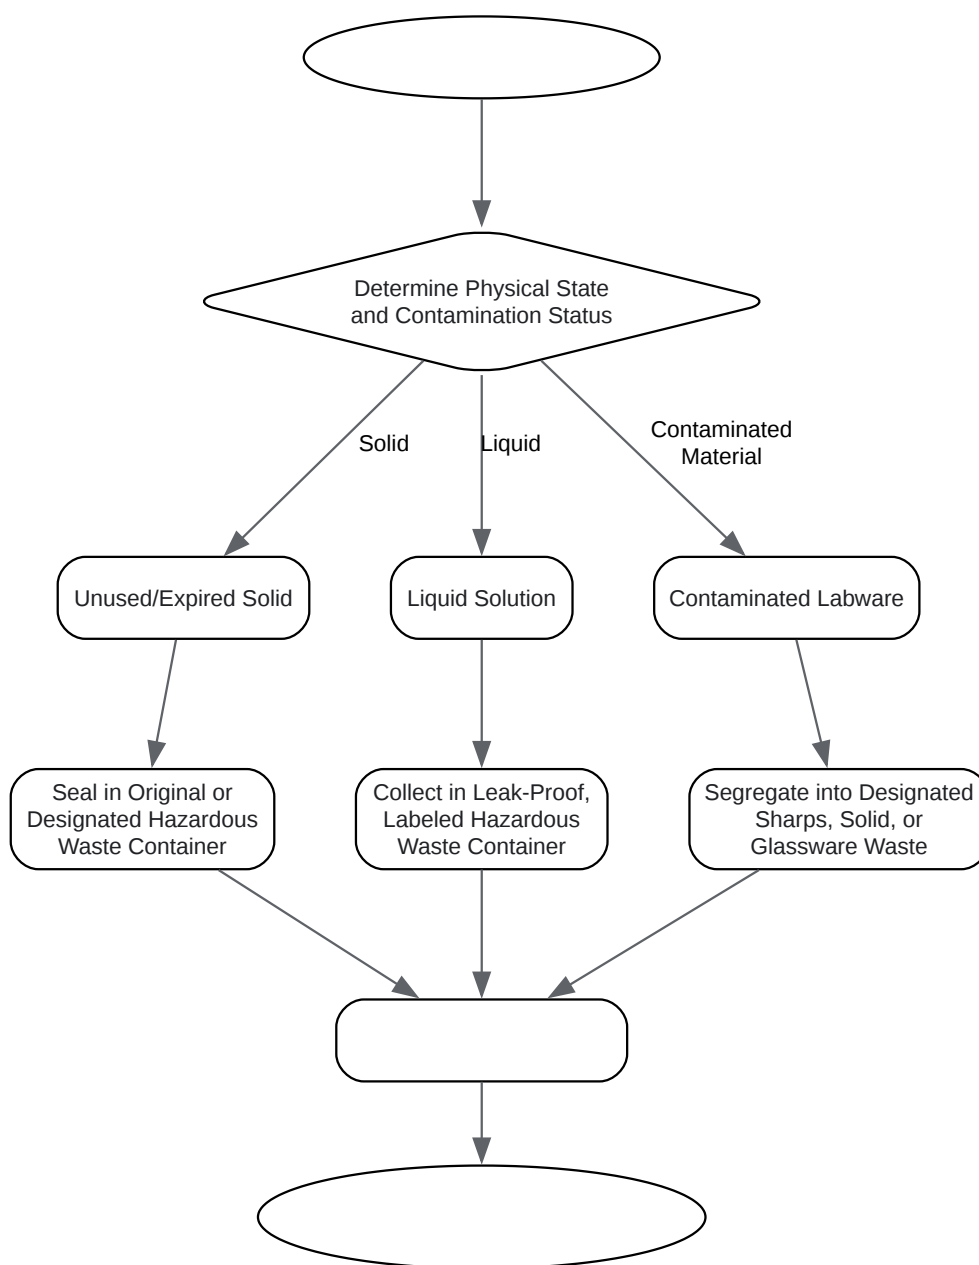 Determine Physical State
and Contamination Status
Solid
Liquid
Contaminated
Material
Unused/Expired Solid
Liquid Solution
Contaminated Labware
Seal in Original or
Designated Hazardous
Waste Container
Collect in Leak-Proof,
Labeled Hazardous
Waste Container
Segregate into Designated
Sharps, Solid, or
Glassware Waste